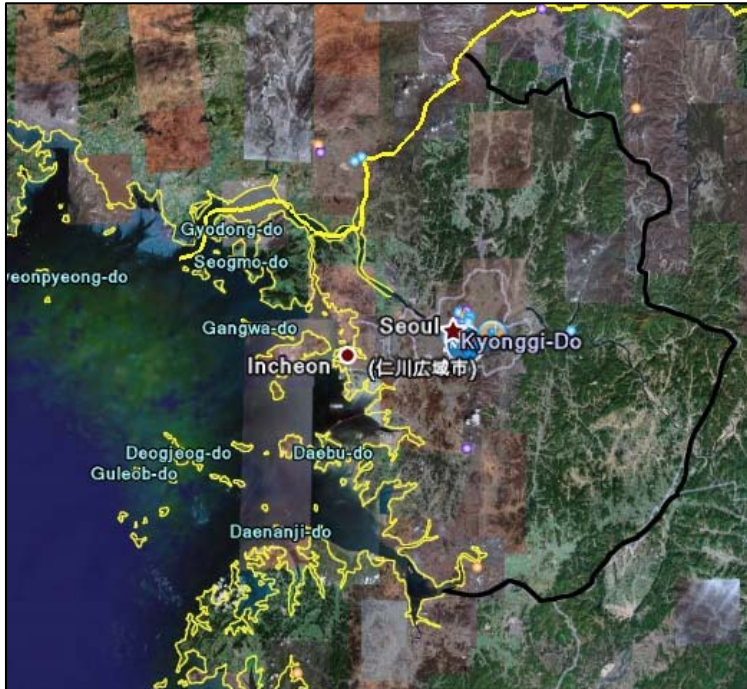 Gyodong-do
Seogmo-do
yeonpyeong-do
Gangwa-do
Seoul
Kyonggi-Do
Incheon
(仁川広域市)
Deogjeog-do
Daebu-do
Guleob-do
Daenanji-do